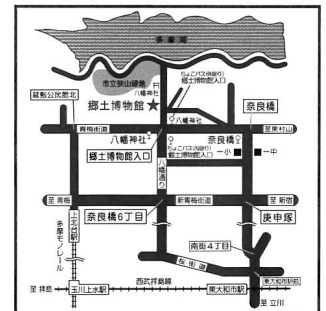 多摩湖
市立狭山緑地
八幡神社
ちょこバス(外回り)
郷土博物館入口
郷土博物館★
奈良橋
蔵敷公民館北
八幡神社
青梅街道
八幡神社
奈良橋
至東村山
郷土博物館入口
ちょこバス(内回り)
郷土博物館入口
一小
一中
八幡通り
至青梅
新青梅街道
至新宿
上北台駅
奈良橋6丁目
庚申塚
多摩モノレール
南街4丁目
桜街道
東大和市駅前
至拝島
西武拝島線
玉川上水駅
東大和市駅
至立川